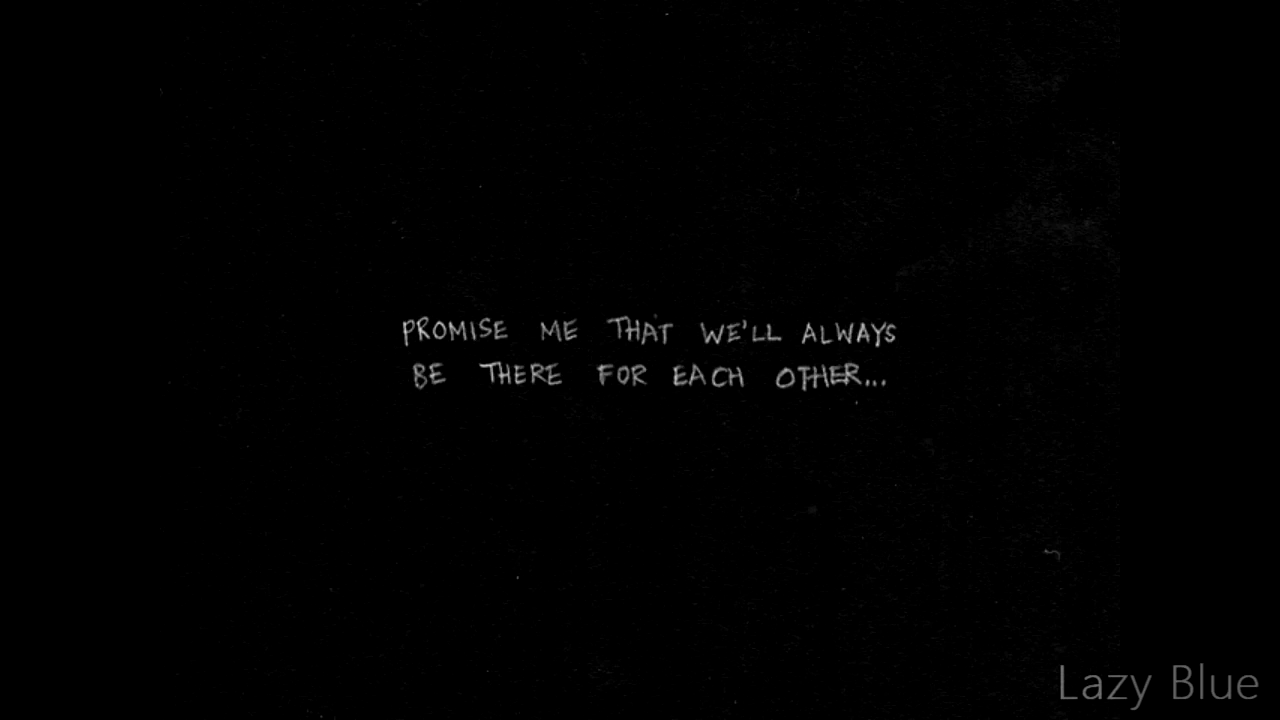 PROMISE ME THAT WE'LL ALWAYS
BE THERE FOR EACH OTHER...
Lazy Blue